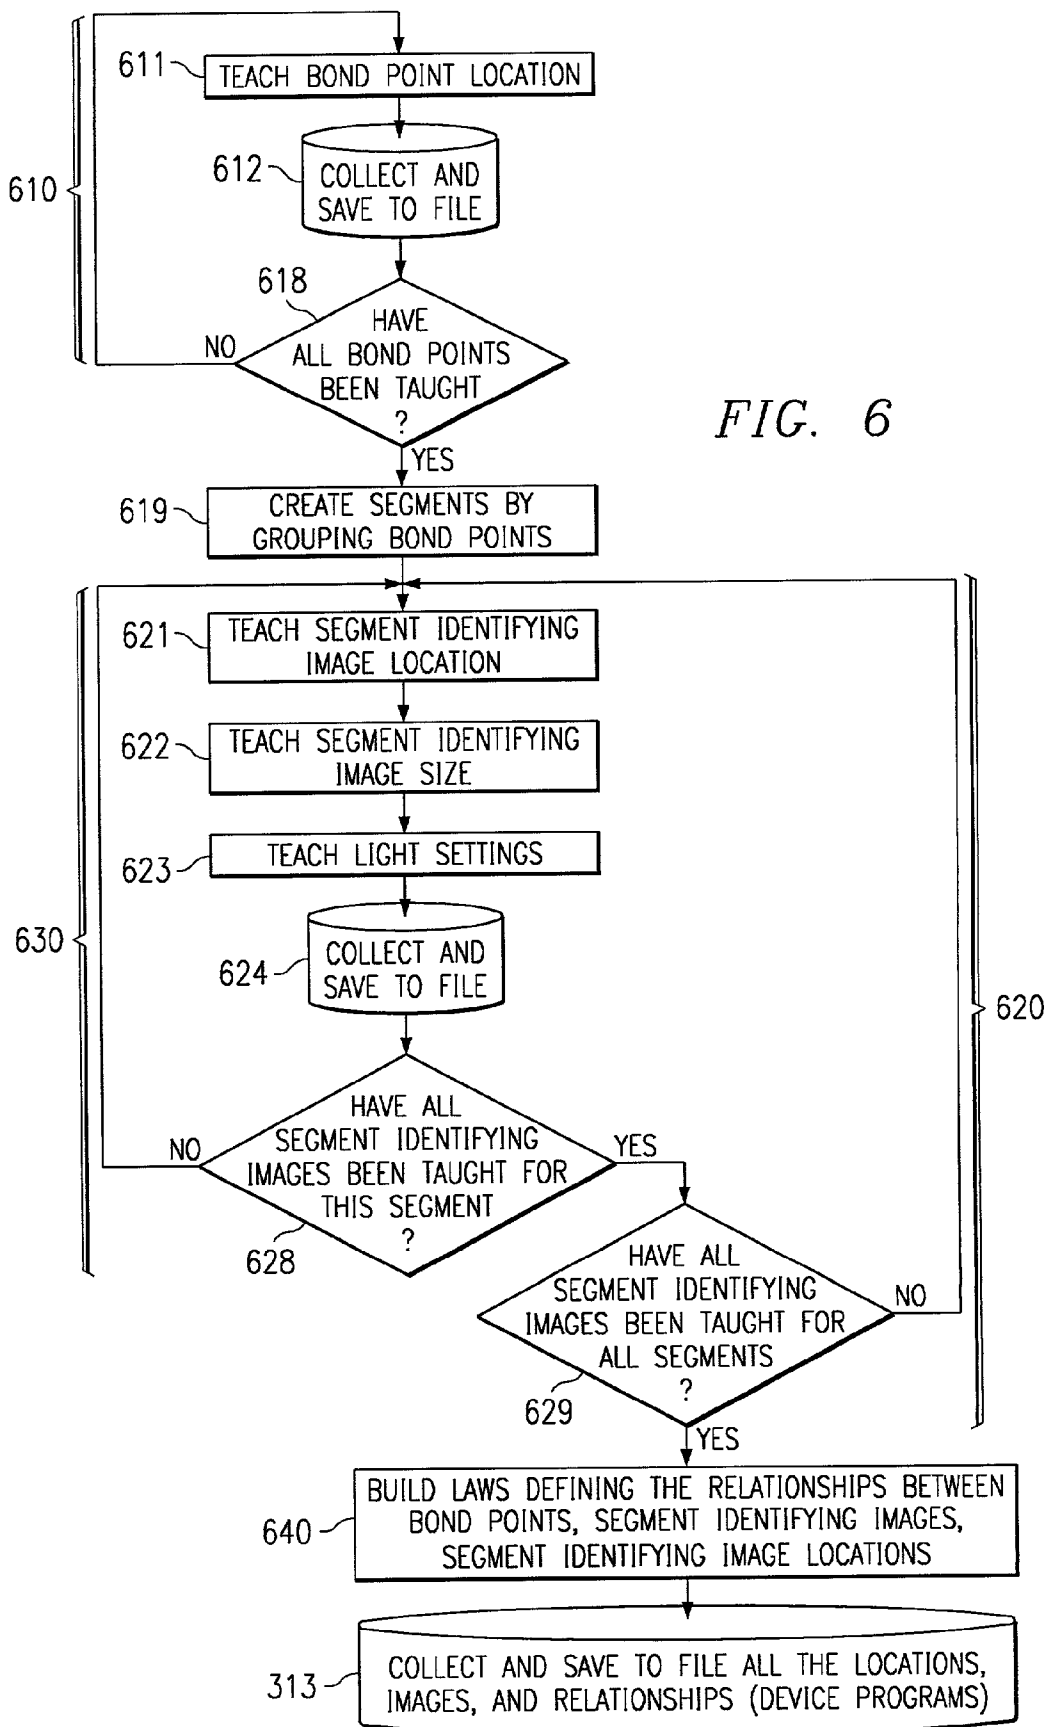 611
TEACH BOND POINT LOCATION
612
COLLECT AND
SAVE TO FILE
610
618
HAVE
ALL BOND POINTS
BEEN TAUGHT
?
NO
YES
FIG. 6
619
CREATE SEGMENTS BY
GROUPING BOND POINTS
621
TEACH SEGMENT IDENTIFYING
IMAGE LOCATION
622
TEACH SEGMENT IDENTIFYING
IMAGE SIZE
623
TEACH LIGHT SETTINGS
630
624
COLLECT AND
SAVE TO FILE
620
HAVE ALL
SEGMENT IDENTIFYING
IMAGES BEEN TAUGHT FOR
THIS SEGMENT
?
NO
YES
628
HAVE ALL
SEGMENT IDENTIFYING
IMAGES BEEN TAUGHT FOR
ALL SEGMENTS
?
NO
629
YES
640
BUILD LAWS DEFINING THE RELATIONSHIPS BETWEEN
BOND POINTS, SEGMENT IDENTIFYING IMAGES,
SEGMENT IDENTIFYING IMAGE LOCATIONS
313
COLLECT AND SAVE TO FILE ALL THE LOCATIONS,
IMAGES, AND RELATIONSHIPS (DEVICE PROGRAMS)